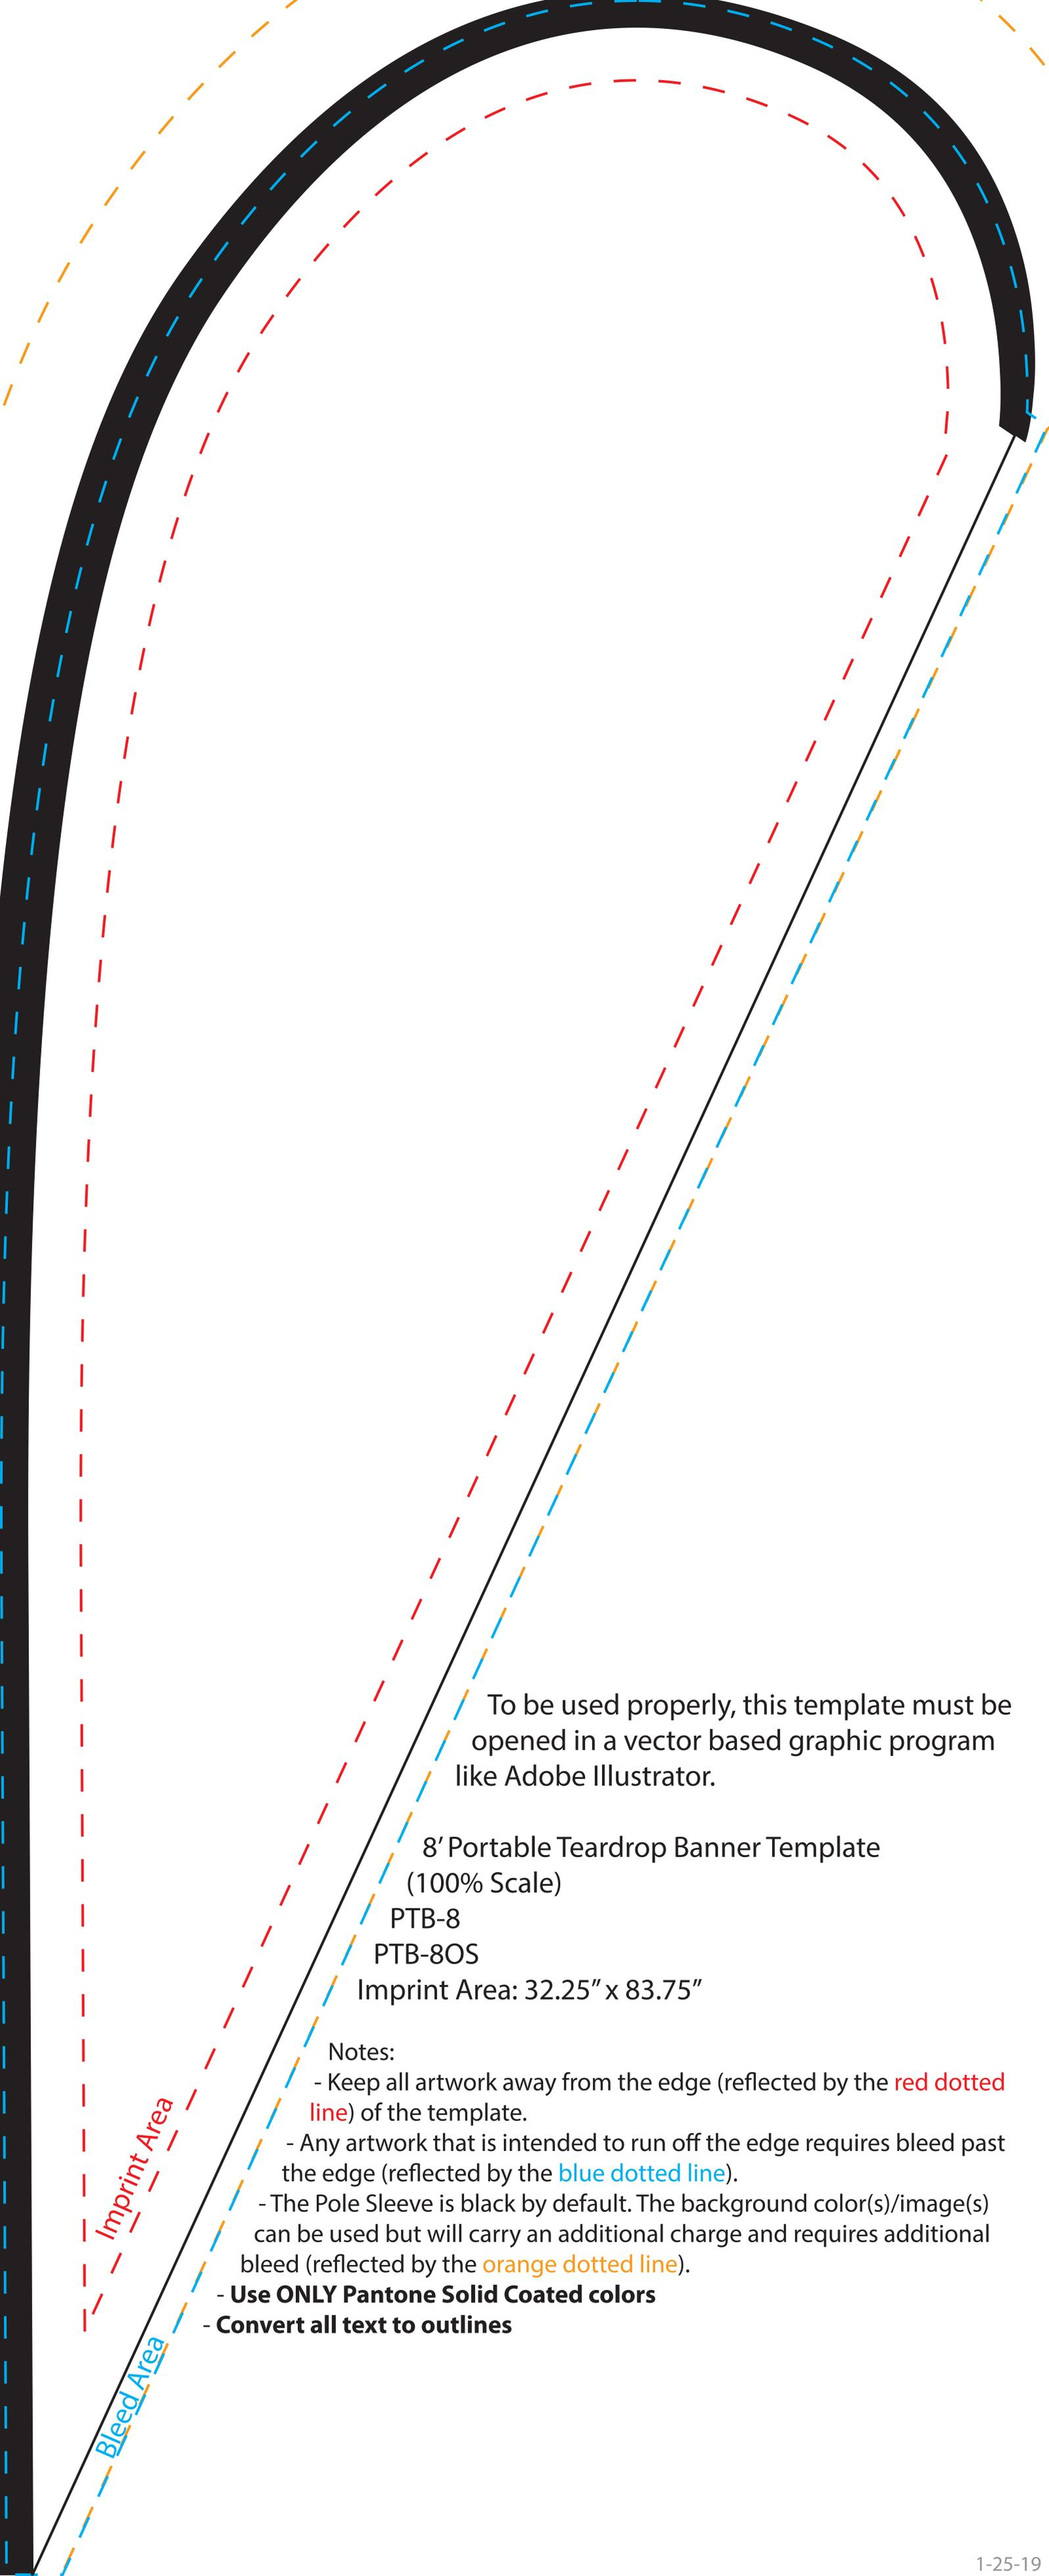 To be used properly, this template must be
opened in a vector based graphic program
like Adobe Illustrator.
8’ Portable Teardrop Banner Template
(100% Scale)
PTB-8
PTB-8OS
Imprint Area: 32.25” x 83.75”
Notes:
- Keep all artwork away from the edge (reflected by the red dotted
line) of the template.
- Any artwork that is intended to run off the edge requires bleed past
the edge (reflected by the blue dotted line).
- The Pole Sleeve is black by default. The background color(s)/image(s)
can be used but will carry an additional charge and requires additional
bleed (reflected by the orange dotted line).
- Use ONLY Pantone Solid Coated colors
- Convert all text to outlines
Imprint Area
Bleed Area
1-25-19